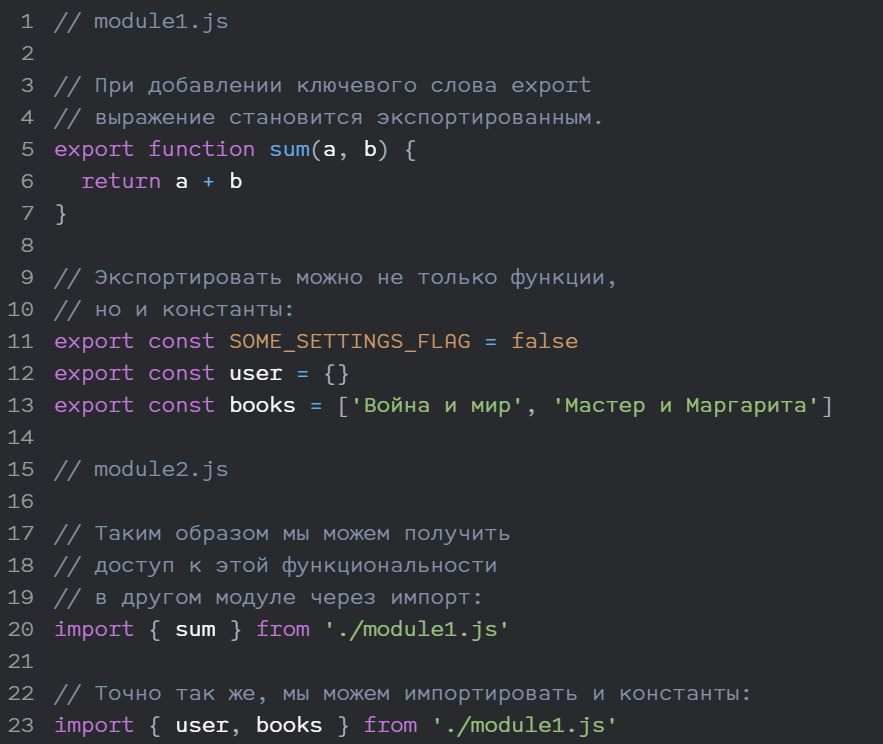 1 // module1.js
2
3 // При добавлении ключевого слова export
4 // выражение становится экспортированным.
5 export function sum(a, b) {
6   return a + b
7 }
8
9 // Экспортировать можно не только функции,
10 // но и константы:
11 export const SOME_SETTINGS_FLAG = false
12 export const user = {}
13 export const books = ['Война и мир', 'Мастер и Маргарита']
14
15 // module2.js
16
17 // Таким образом мы можем получить
18 // доступ к этой функциональности
19 // в другом модуле через импорт:
20 import { sum } from './module1.js'
21
22 // Точно так же, мы можем импортировать и константы:
23 import { user, books } from './module1.js'